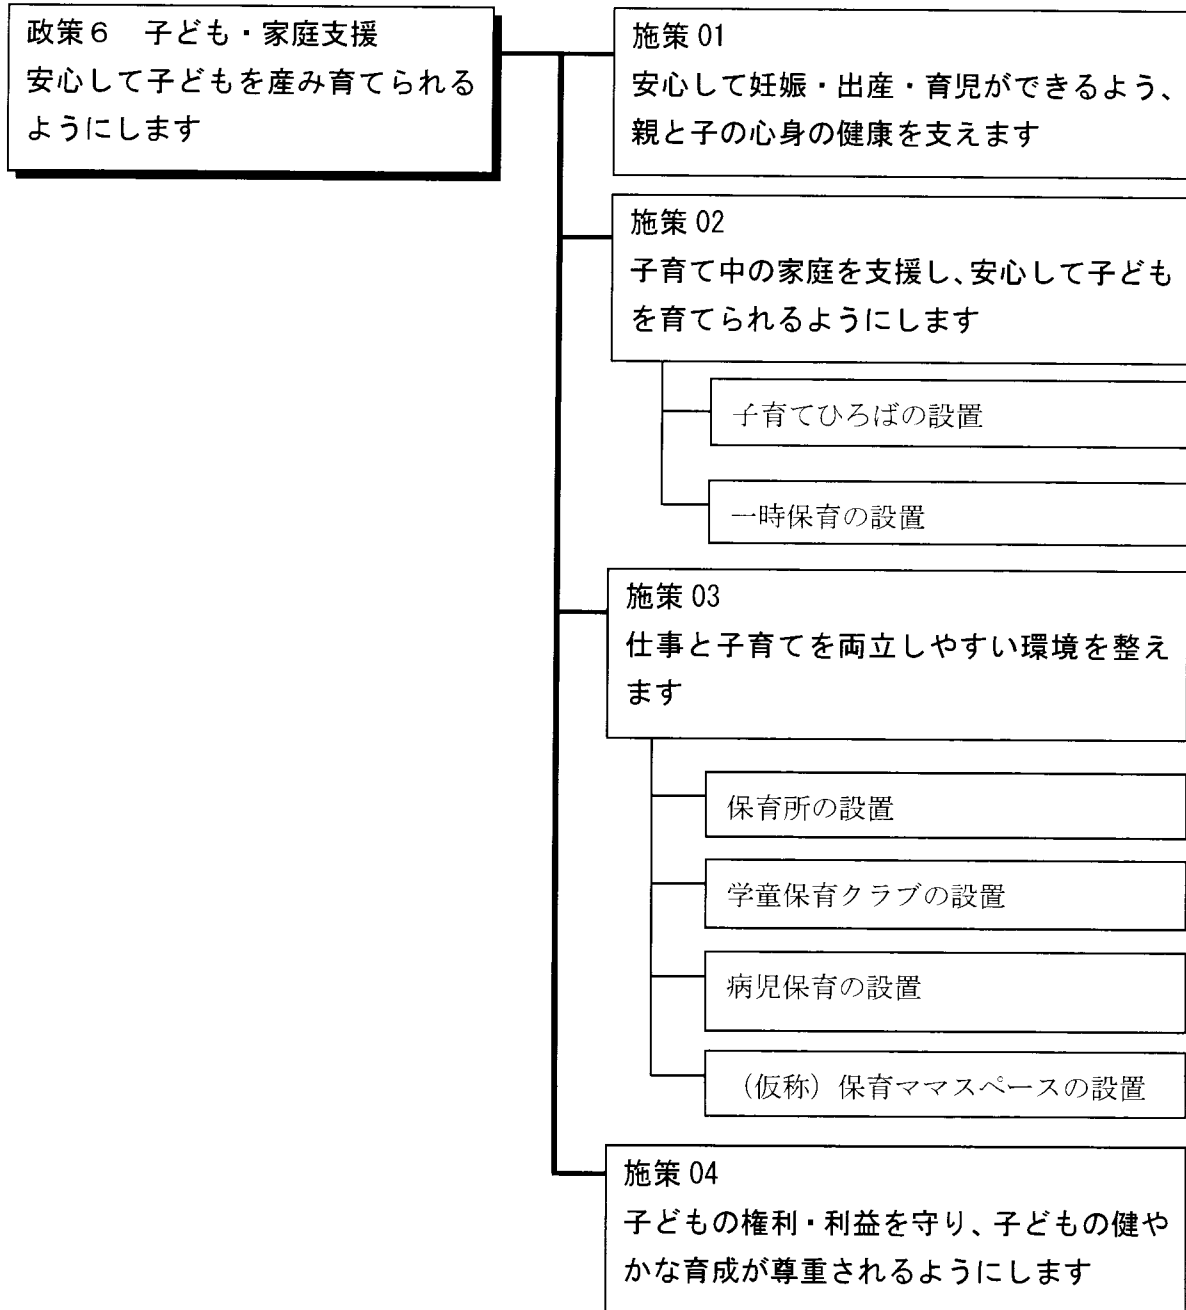 政策６　子ども・家庭支援
安心して子どもを産み育てられる
ようにします
施策 01
安心して妊娠・出産・育児ができるよう、
親と子の心身の健康を支えます
施策 02
子育て中の家庭を支援し、安心して子ども
を育てられるようにします
子育てひろばの設置
一時保育の設置
施策 03
仕事と子育てを両立しやすい環境を整え
ます
保育所の設置
学童保育クラブの設置
病児保育の設置
（仮称）保育ママスペースの設置
施策 04
子どもの権利・利益を守り、子どもの健や
かな育成が尊重されるようにします